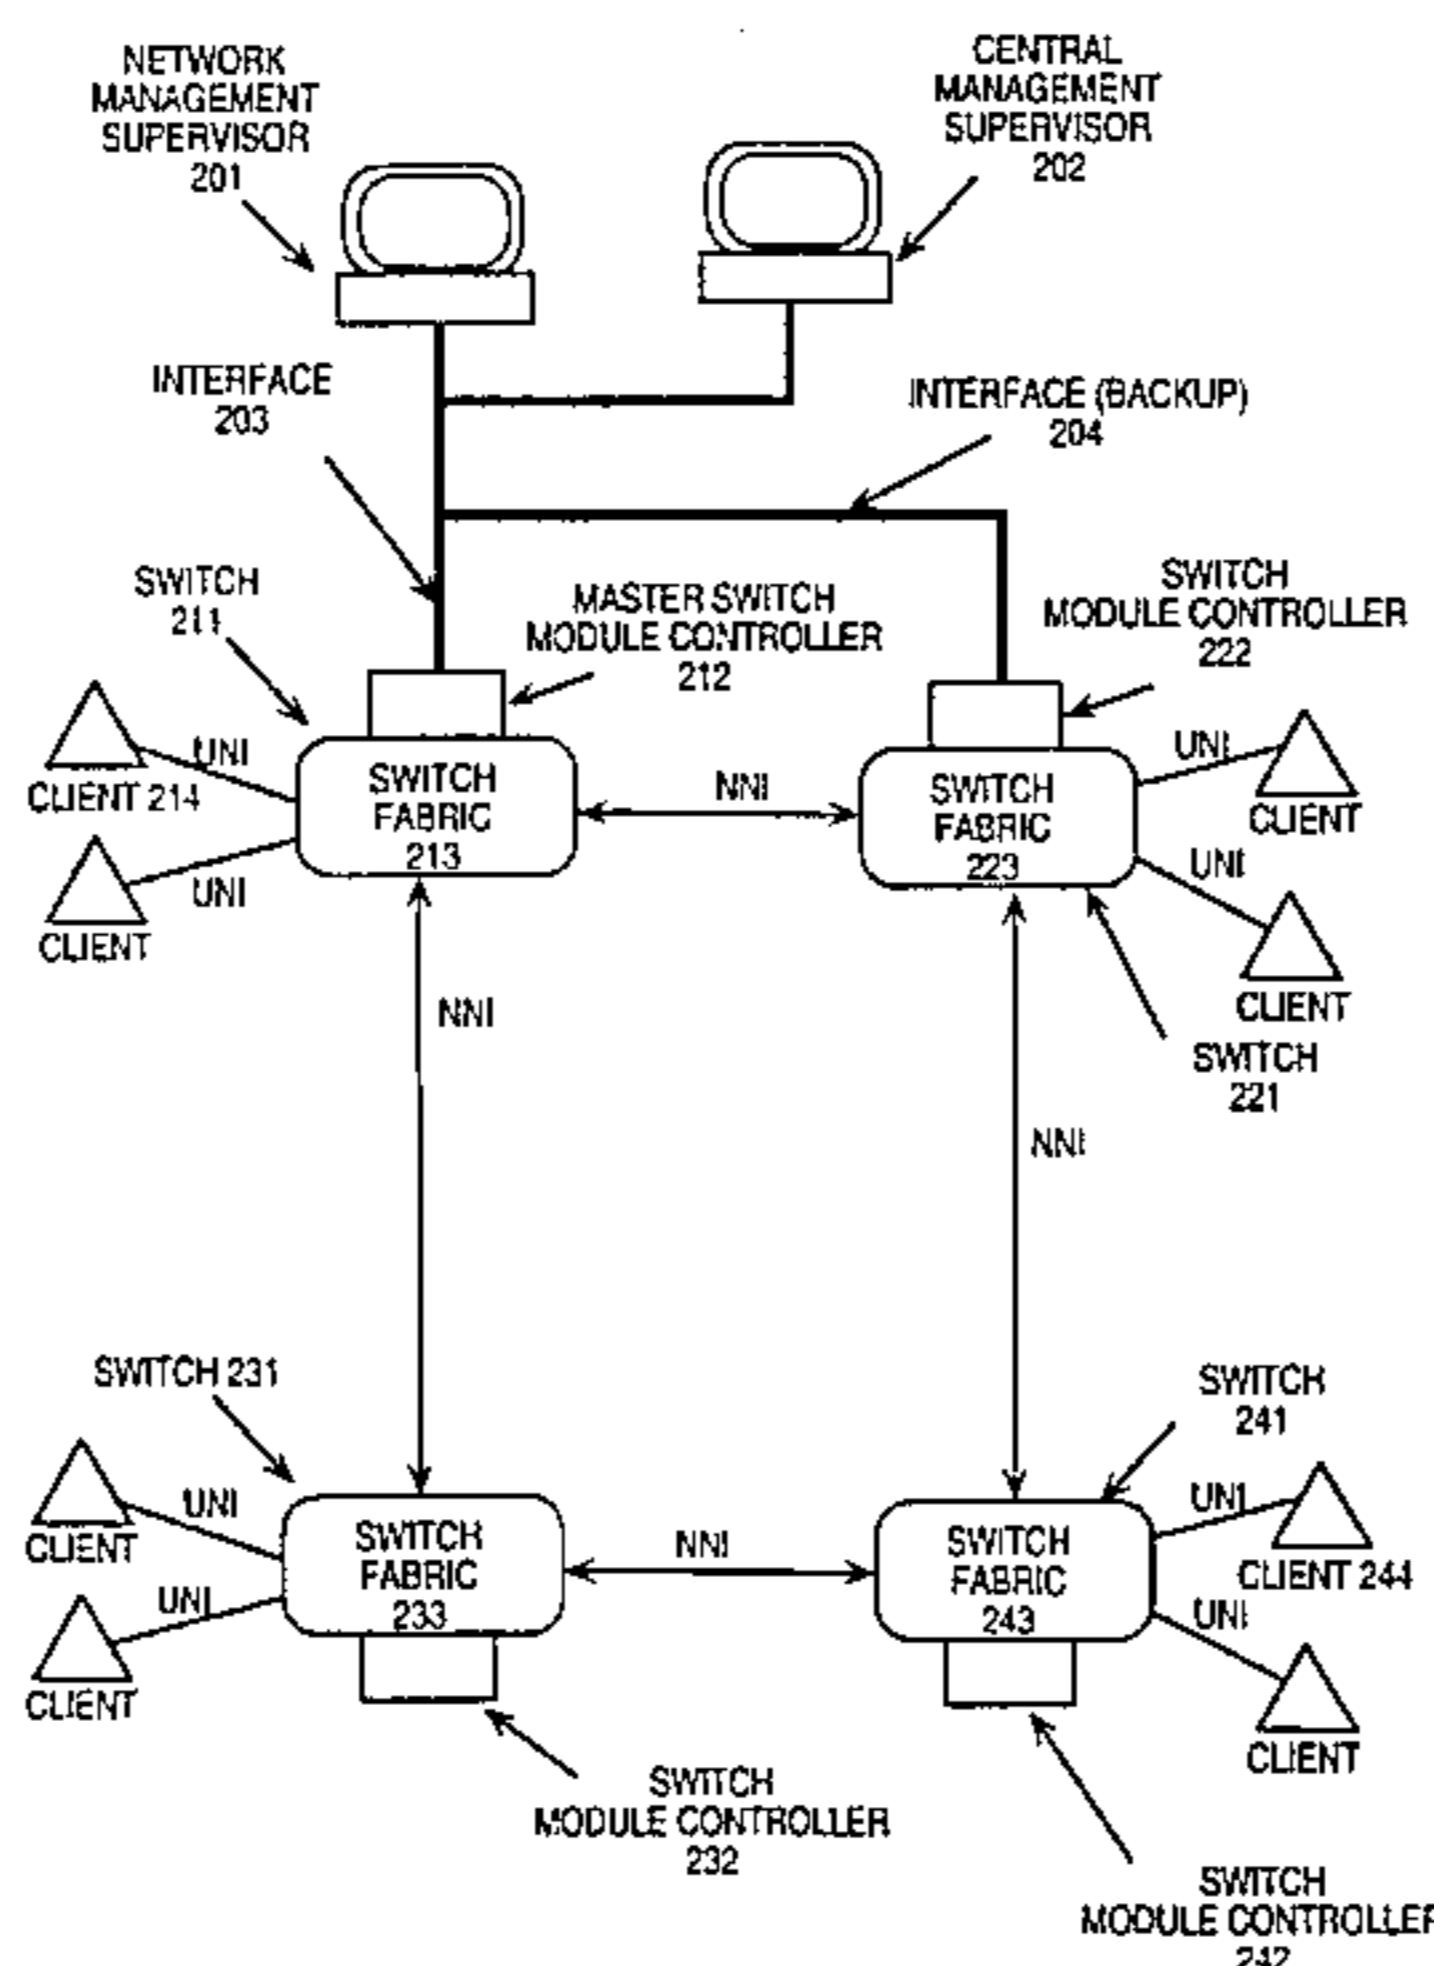 NETWORK
MANAGEMENT
SUPERVISOR
201
CENTRAL
MANAGEMENT
SUPERVISOR
202
INTERFACE
203
INTERFACE (BACKUP)
204
SWITCH
211
MASTER SWITCH
MODULE CONTROLLER
212
SWITCH
MODULE CONTROLLER
222
UNI
CLIENT 214
SWITCH
FABRIC
213
NNI
SWITCH
FABRIC
223
UNI
CLIENT
UNI
CLIENT
UNI
CLIENT
NNI
SWITCH
221
NNI
SWITCH 231
SWITCH
241
UNI
CLIENT
UNI
CLIENT
SWITCH
FABRIC
233
NNI
SWITCH
FABRIC
243
UNI
CLIENT 244
UNI
CLIENT
SWITCH
MODULE CONTROLLER
232
SWITCH
MODULE CONTROLLER
242